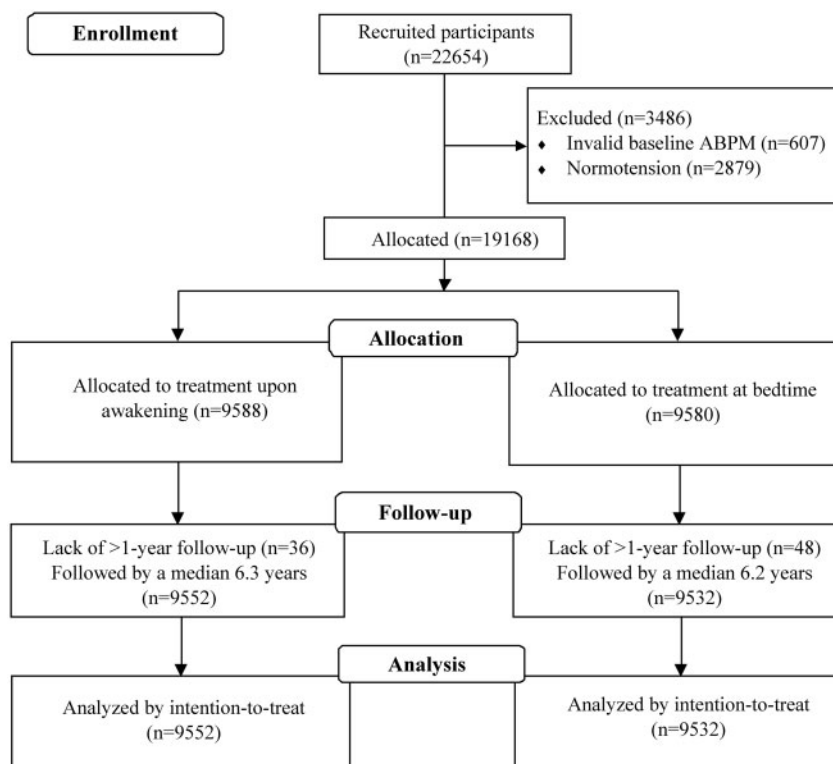 Enrollment
Recruited participants
(n=22654)
Excluded (n=3486)
♦ Invalid baseline ABPM (n=607)
♦ Normotension (n=2879)
Allocated (n=19168)
Allocation
Allocated to treatment upon
awakening (n=9588)
Allocated to treatment at bedtime
(n=9580)
Follow-up
Lack of >1-year follow-up (n=36)
Followed by a median 6.3 years
(n=9552)
Lack of >1-year follow-up (n=48)
Followed by a median 6.2 years
(n=9532)
Analysis
Analyzed by intention-to-treat
(n=9552)
Analyzed by intention-to-treat
(n=9532)